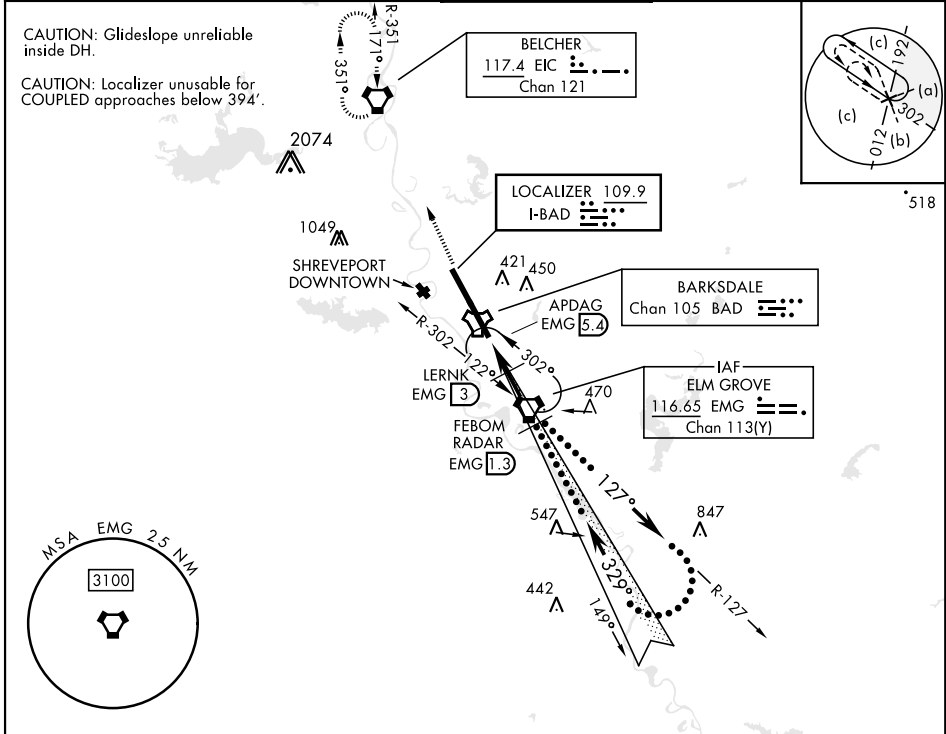 CAUTION: Glideslope unreliable
inside DH.
CAUTION: Localizer unusable for
COUPLED approaches below 394'.
R-351
171°
351°
BELCHER
117.4 EIC
Chan 121
(c)
192
(a)
302
(c)
(b)
012
518
2074
LOCALIZER 109.9
I-BAD
1049
SHREVEPORT
DOWNTOWN
421
450
BARKSDALE
Chan 105 BAD
APDAG
EMG 5.4
R-302
122°
302°
LERNK
EMG 3
470
IAF
ELM GROVE
116.65 EMG
Chan 113(Y)
FEBOM
RADAR
EMG 1.3
127°
847
547
329°
R-127
442
149°
MSA EMG 25 NM
3100